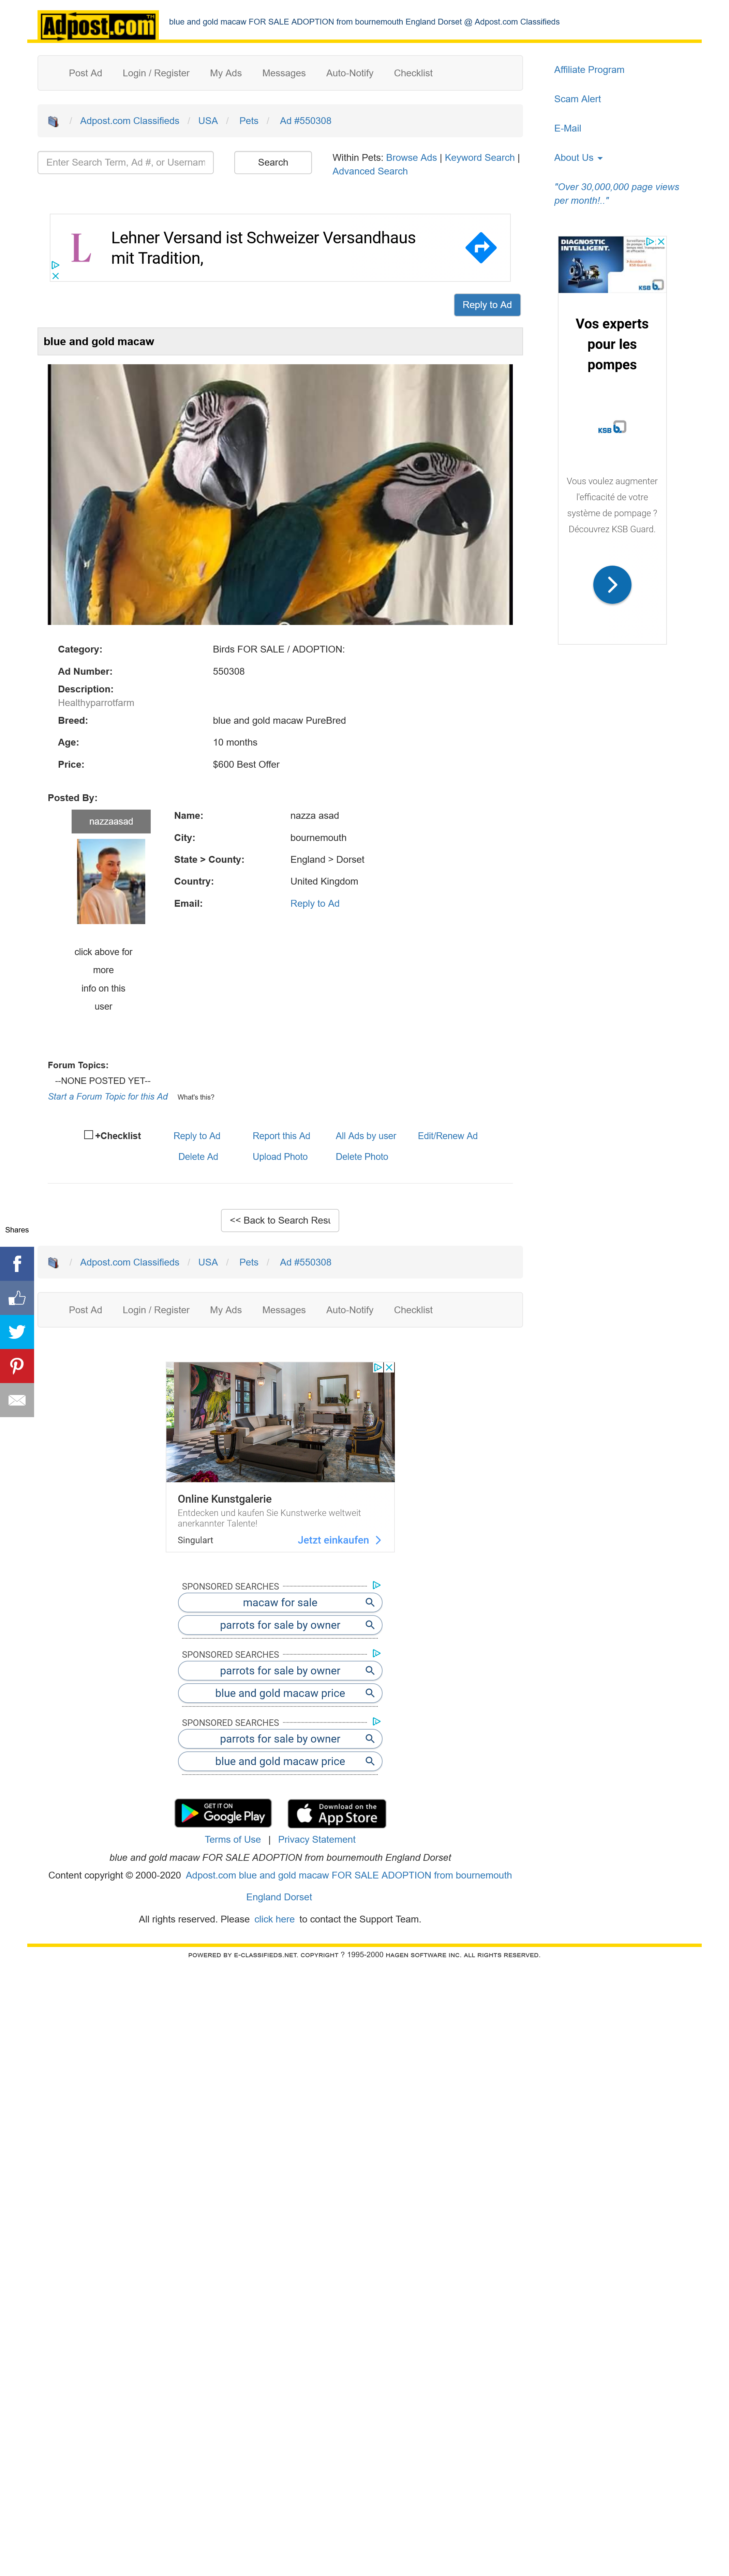 Adpost.com TM
blue and gold macaw FOR SALE ADOPTION from bournemouth England Dorset @ Adpost.com Classifieds
Post Ad Login / Register My Ads Messages Auto-Notify Checklist
/ Adpost.com Classifieds / USA / Pets / Ad #550308
Enter Search Term, Ad #, or Usernam
Search
Within Pets: Browse Ads | Keyword Search |
Advanced Search
Affiliate Program
Scam Alert
E-Mail
About Us
"Over 30,000,000 page views
per month!.."
L
Lehner Versand ist Schweizer Versandhaus
mit Tradition,
Reply to Ad
DIAGNOSTIC
INTELLIGENT.
KSB
Vos experts
pour les
pompes
KSB
Vous voulez augmenter
l'efficacité de votre
système de pompage ?
Découvrez KSB Guard.
blue and gold macaw
Category: Birds FOR SALE / ADOPTION:
Ad Number: 550308
Description:
Healthyparrotfarm
Breed: blue and gold macaw PureBred
Age: 10 months
Price: $600 Best Offer
Posted By:
nazzaasad
Name: nazza asad
City: bournemouth
State > County: England > Dorset
Country: United Kingdom
Email: Reply to Ad
click above for
more
info on this
user
Forum Topics:
--NONE POSTED YET--
Start a Forum Topic for this Ad What's this?
+Checklist Reply to Ad Report this Ad All Ads by user Edit/Renew Ad
Delete Ad Upload Photo Delete Photo
<< Back to Search Resu
Shares
/ Adpost.com Classifieds / USA / Pets / Ad #550308
Post Ad Login / Register My Ads Messages Auto-Notify Checklist
Online Kunstgalerie
Entdecken und kaufen Sie Kunstwerke weltweit
anerkannter Talente!
Singulart Jetzt einkaufen
SPONSORED SEARCHES
macaw for sale
parrots for sale by owner
SPONSORED SEARCHES
parrots for sale by owner
blue and gold macaw price
SPONSORED SEARCHES
parrots for sale by owner
blue and gold macaw price
GET IT ON
Google Play
Download on the
App Store
Terms of Use | Privacy Statement
blue and gold macaw FOR SALE ADOPTION from bournemouth England Dorset
Content copyright © 2000-2020 Adpost.com blue and gold macaw FOR SALE ADOPTION from bournemouth
England Dorset
All rights reserved. Please click here to contact the Support Team.
POWERED BY E-CLASSIFIEDS.NET. COPYRIGHT ? 1995-2000 HAGEN SOFTWARE INC. ALL RIGHTS RESERVED.